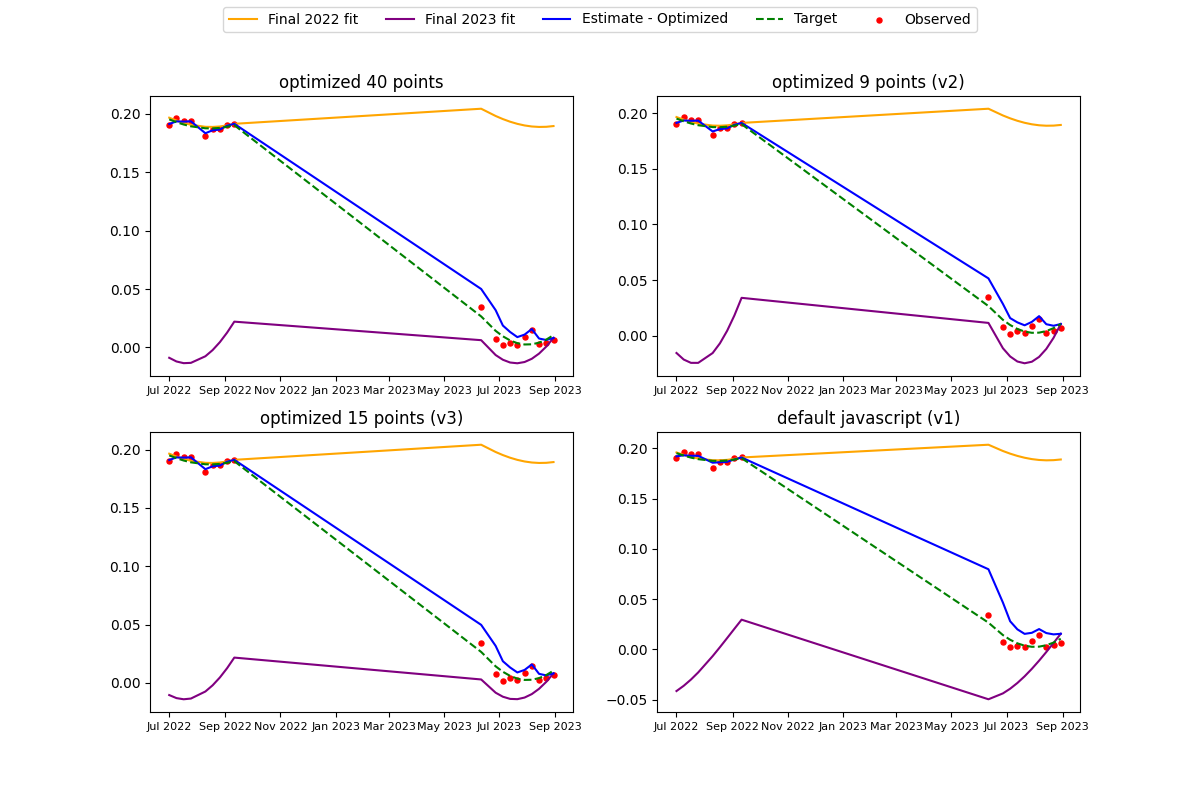 Final 2022 fit Final 2023 fit Estimate - Optimized Target Observed
optimized 40 points
0.20
0.15
0.10
0.05
0.00
Jul 2022 Sep 2022 Nov 2022 Jan 2023 Mar 2023 May 2023 Jul 2023 Sep 2023
optimized 9 points (v2)
0.20
0.15
0.10
0.05
0.00
Jul 2022 Sep 2022 Nov 2022 Jan 2023 Mar 2023 May 2023 Jul 2023 Sep 2023
optimized 15 points (v3)
0.20
0.15
0.10
0.05
0.00
Jul 2022 Sep 2022 Nov 2022 Jan 2023 Mar 2023 May 2023 Jul 2023 Sep 2023
default javascript (v1)
0.20
0.15
0.10
0.05
0.00
−0.05
Jul 2022 Sep 2022 Nov 2022 Jan 2023 Mar 2023 May 2023 Jul 2023 Sep 2023